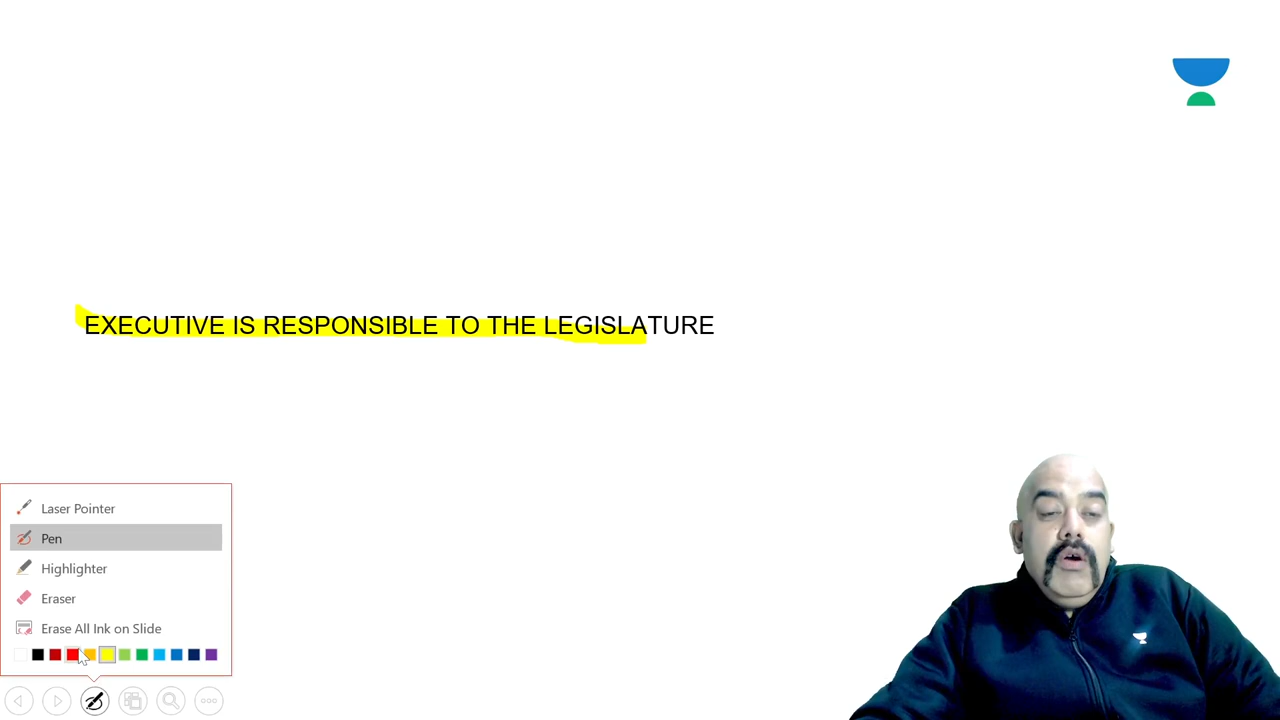 EXECUTIVE IS RESPONSIBLE TO THE LEGISLATURE
Laser Pointer
Pen
Highlighter
Eraser
Erase All Ink on Slide